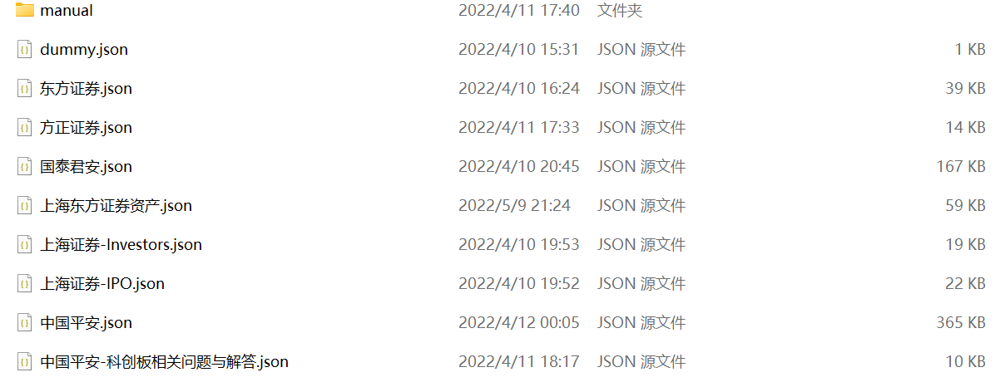 manual 2022/4/11 17:40 文件夹
dummy.json 2022/4/10 15:31 JSON 源文件 1 KB
东方证券.json 2022/4/10 16:24 JSON 源文件 39 KB
方正证券.json 2022/4/11 17:33 JSON 源文件 14 KB
国泰君安.json 2022/4/10 20:45 JSON 源文件 167 KB
上海东方证券资产.json 2022/5/9 21:24 JSON 源文件 59 KB
上海证券-Investors.json 2022/4/10 19:53 JSON 源文件 19 KB
上海证券-IPO.json 2022/4/10 19:52 JSON 源文件 22 KB
中国平安.json 2022/4/12 00:05 JSON 源文件 365 KB
中国平安-科创板相关问题与解答.json 2022/4/11 18:17 JSON 源文件 10 KB